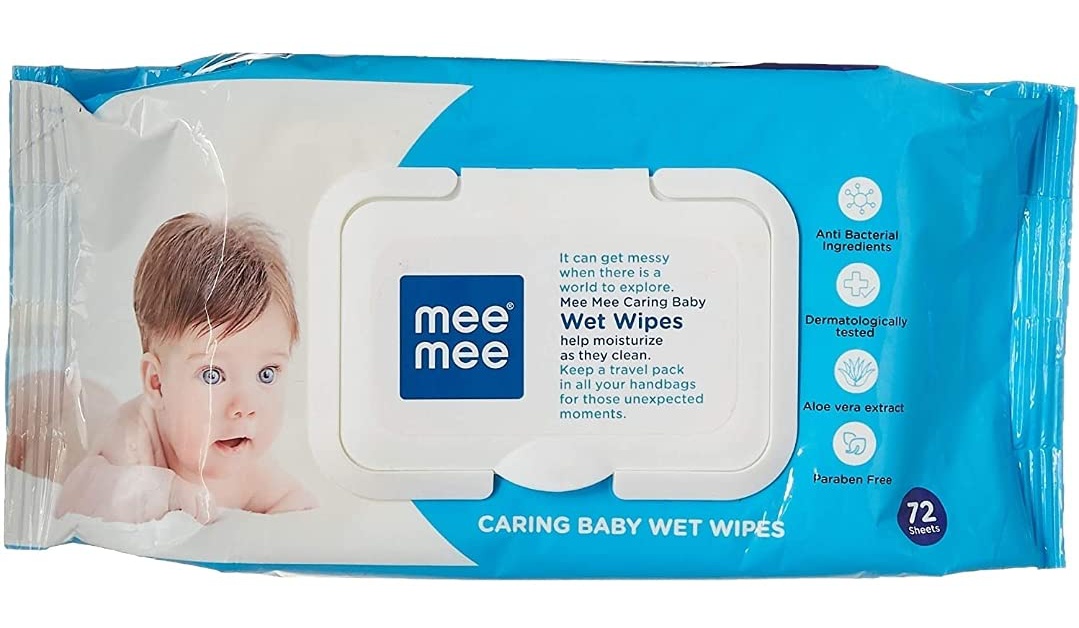 mee®
mee
It can get messy
when there is a
world to explore.
Mee Mee Caring Baby
Wet Wipes
help moisturize
as they clean.
Keep a travel pack
in all your handbags
for those unexpected
moments.
Anti Bacterial
Ingredients
Dermatologically
tested
Aloe vera extract
Paraben Free
72
Sheets
CARING BABY WET WIPES